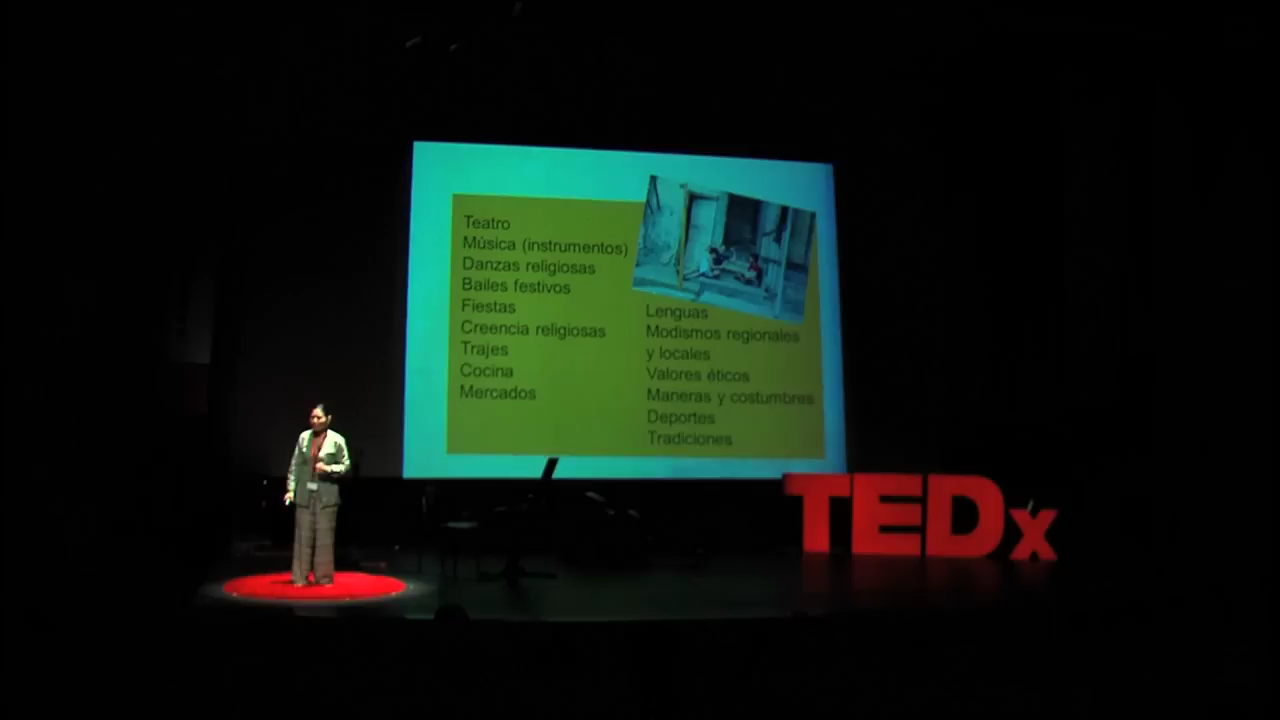 Teatro
Música (instrumentos)
Danzas religiosas
Bailes festivos
Fiestas
Creencia religiosas
Trajes
Cocina
Mercados
Lenguas
Modismos regionales
y locales
Valores éticos
Maneras y costumbres
Deportes
Tradiciones
TEDx